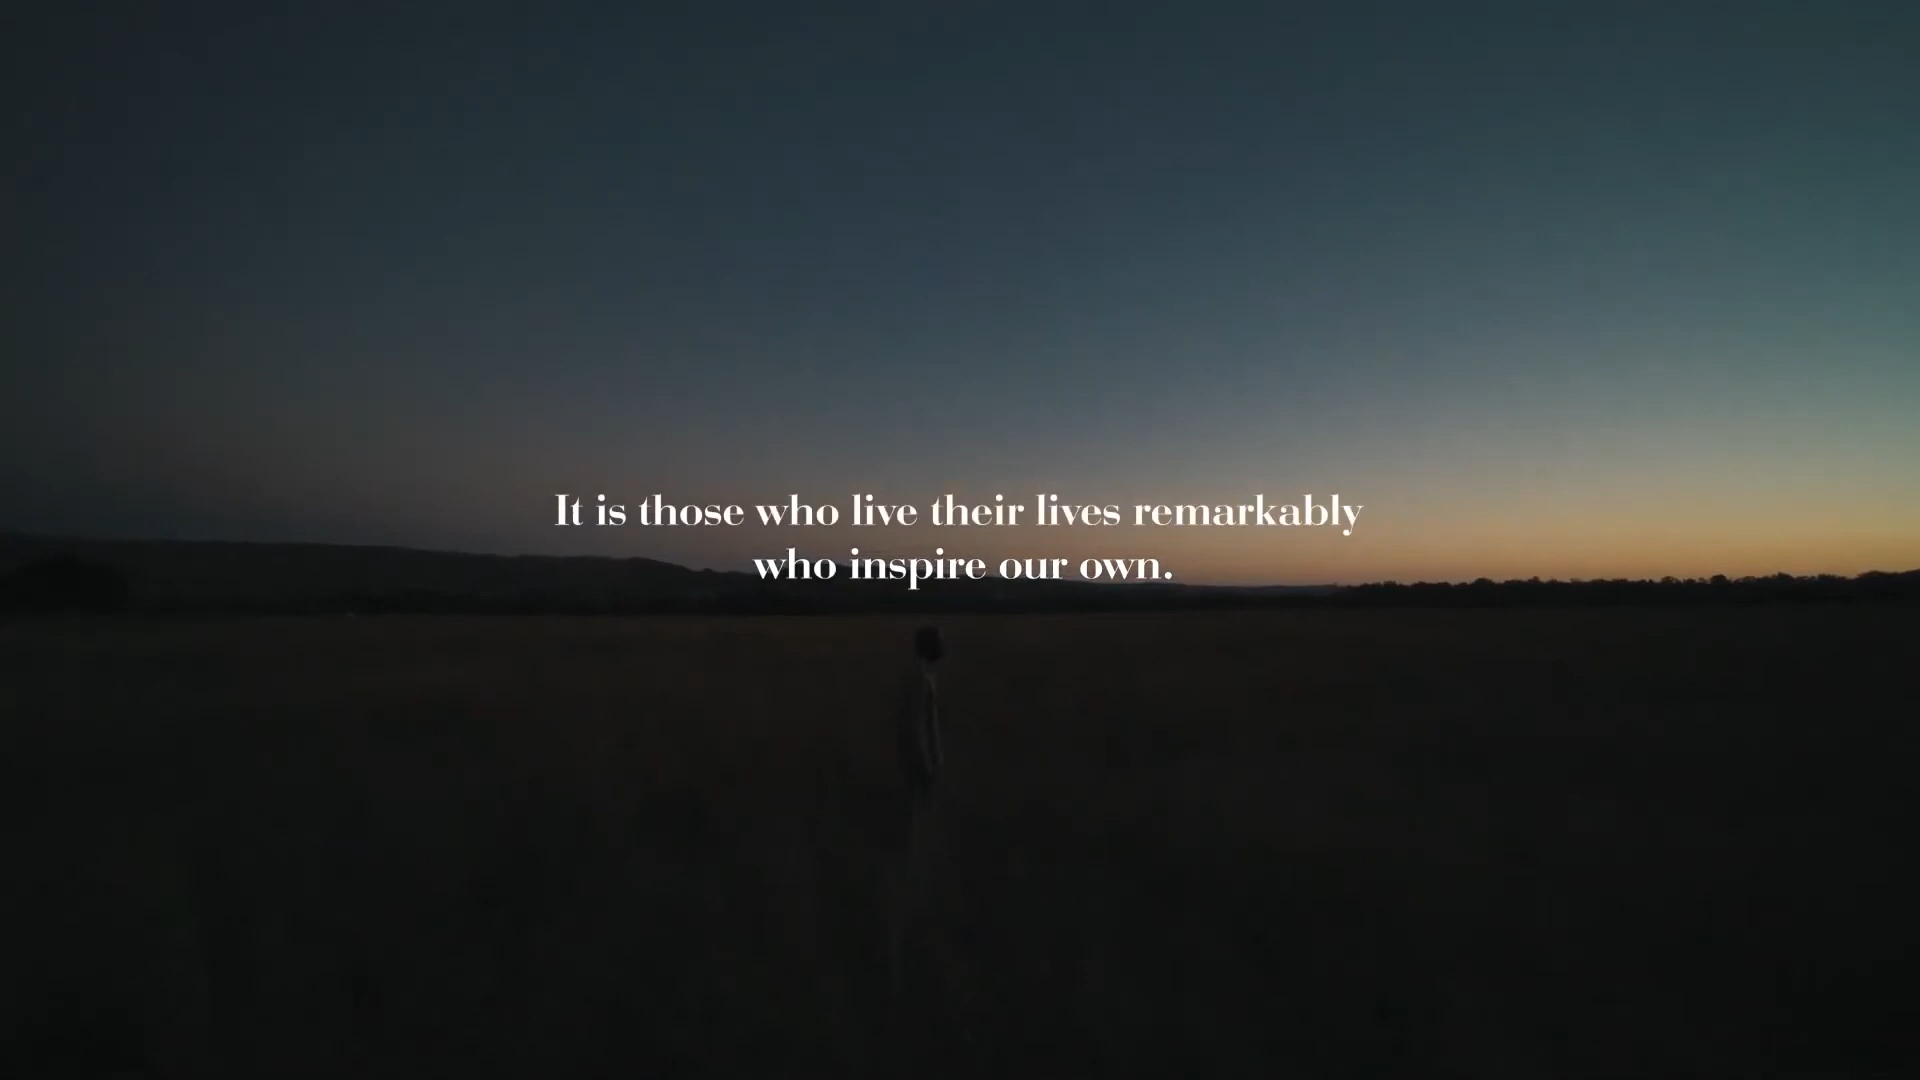 It is those who live their lives remarkably
who inspire our own.